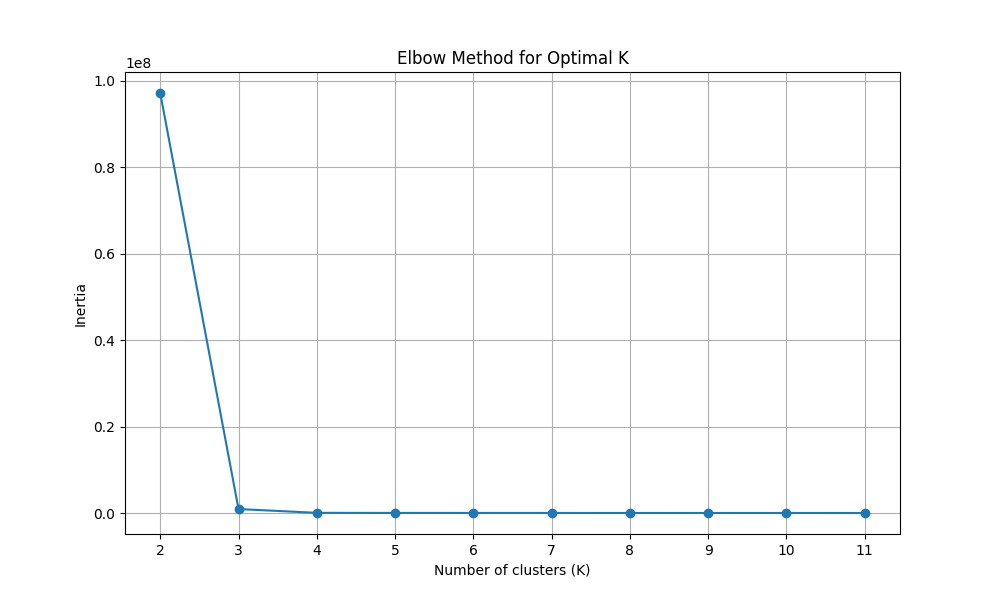 Elbow Method for Optimal K
1e8
1.0
0.8
0.6
0.4
0.2
0.0
Inertia
2 3 4 5 6 7 8 9 10 11
Number of clusters (K)